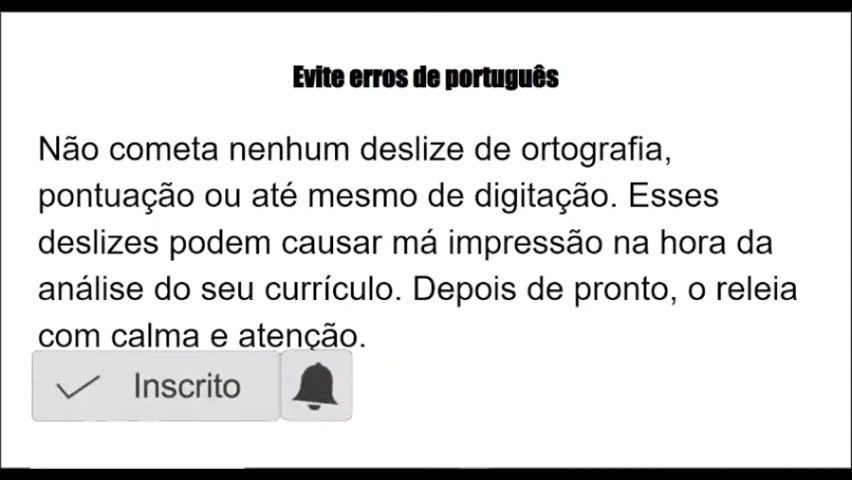 Evite erros de português
Não cometa nenhum deslize de ortografia,
pontuação ou até mesmo de digitação. Esses
deslizes podem causar má impressão na hora da
análise do seu currículo. Depois de pronto, o releia
com calma e atenção.
Inscrito